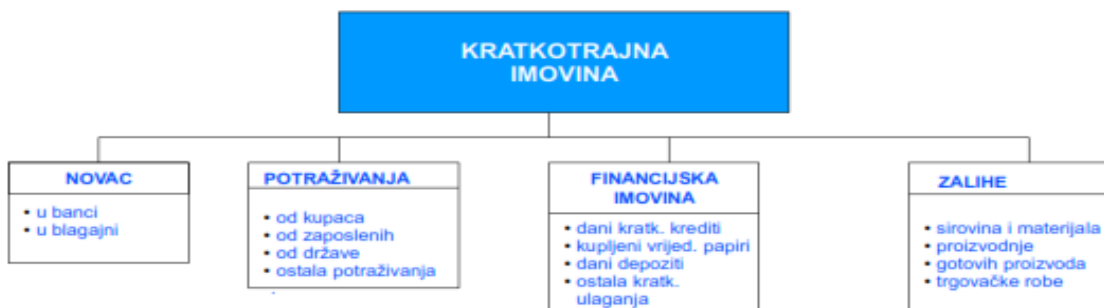 KRATKOTRAJNA
IMOVINA
NOVAC
• u banci
• u blagajni
POTRAŽIVANJA
• od kupaca
• od zaposlenih
• od države
• ostala potraživanja
FINANCIJSKA
IMOVINA
• dani kratk. krediti
• kupljeni vrijed. papiri
• dani depoziti
• ostala kratk.
ulaganja
ZALIHE
• sirovina i materijala
• proizvodnje
• gotovih proizvoda
• trgovačke robe